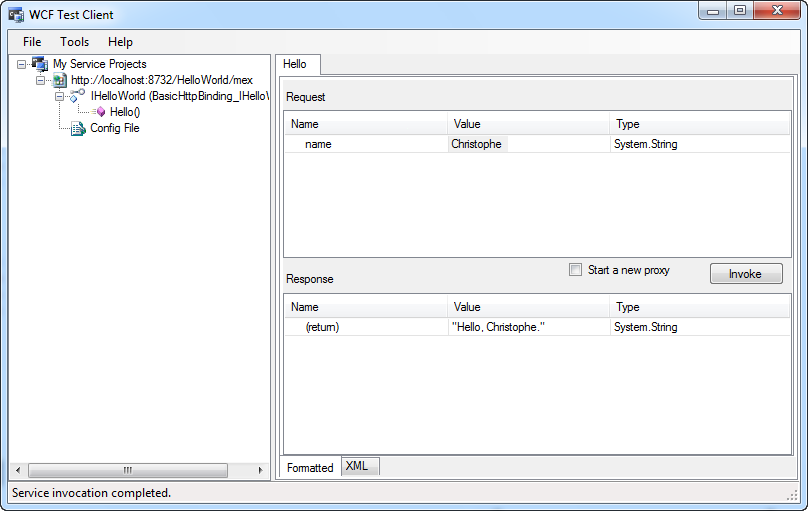 WCF Test Client
File Tools Help
My Service Projects
http://localhost:8732/HelloWorld/mex
IHelloWorld (BasicHttpBinding_IHello
Hello()
Config File
Hello
Request
Name Value Type
name Christophe System.String
Start a new proxy Invoke
Response
Name Value Type
(return) "Hello, Christophe." System.String
Formatted XML
Service invocation completed.